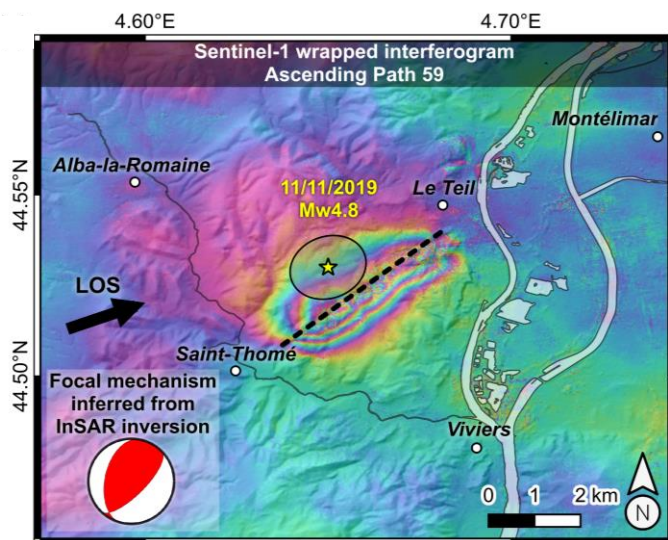 4.60°E
4.70°E
Sentinel-1 wrapped interferogram
Ascending Path 59
Montélimar
Alba-la-Romaine
44.55°N
11/11/2019
Mw4.8
Le Teil
LOS
Saint-Thomé
44.50°N
Focal mechanism
inferred from
InSAR inversion
Viviers
0 1 2 km
N